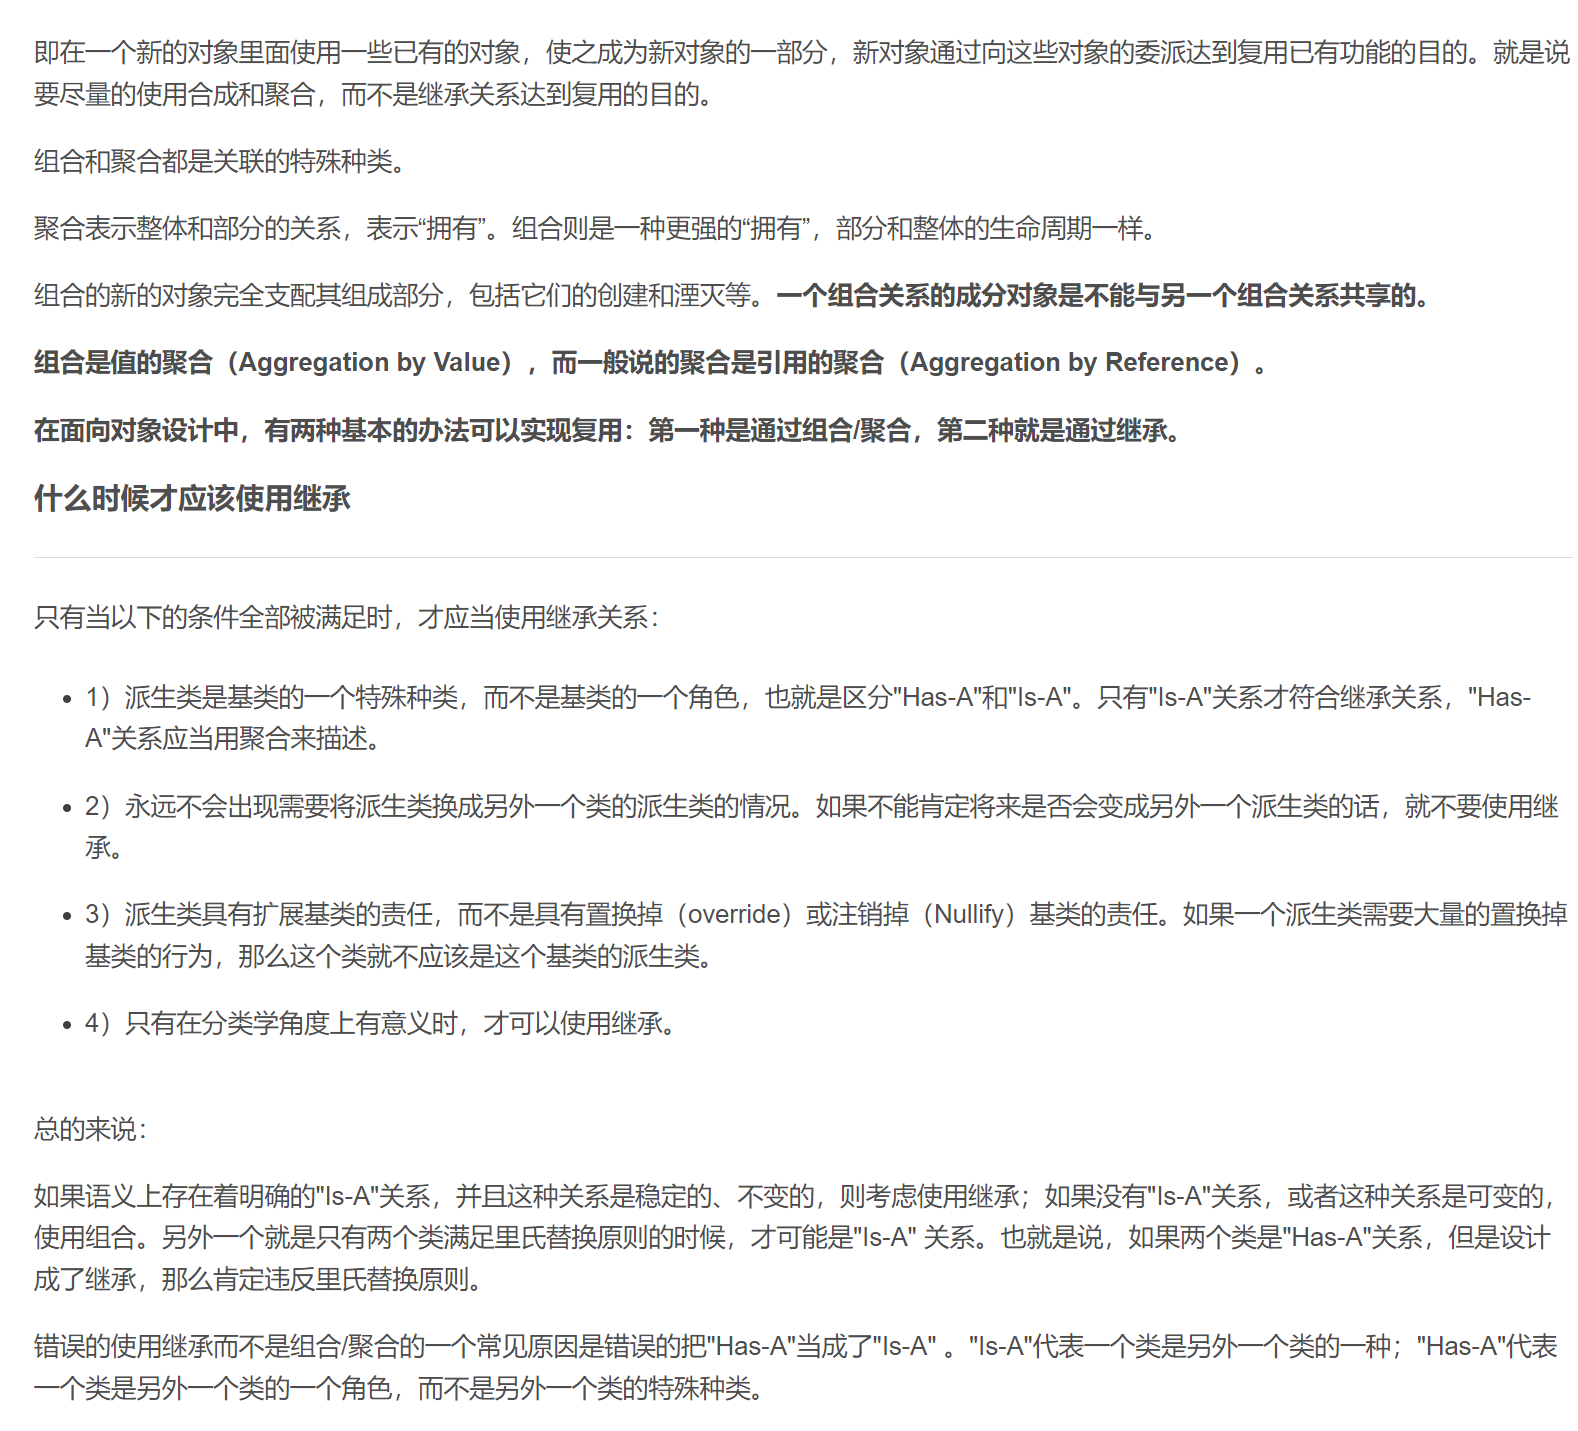 即在一个新的对象里面使用一些已有的对象，使之成为新对象的一部分，新对象通过向这些对象的委派达到复用已有功能的目的。就是说
要尽量的使用合成和聚合，而不是继承关系达到复用的目的。
组合和聚合都是关联的特殊种类。
聚合表示整体和部分的关系，表示“拥有”。组合则是一种更强的“拥有”，部分和整体的生命周期一样。
组合的新的对象完全支配其组成部分，包括它们的创建和湮灭等。一个组合关系的成分对象是不能与另一个组合关系共享的。
组合是值的聚合（Aggregation by Value），而一般说的聚合是引用的聚合（Aggregation by Reference）。
在面向对象设计中，有两种基本的办法可以实现复用：第一种是通过组合/聚合，第二种就是通过继承。
什么时候才应该使用继承
只有当以下的条件全部被满足时，才应当使用继承关系：
• 1）派生类是基类的一个特殊种类，而不是基类的一个角色，也就是区分"Has-A"和"Is-A"。只有"Is-A"关系才符合继承关系，"Has-
A"关系应当用聚合来描述。
• 2）永远不会出现需要将派生类换成另外一个类的派生类的情况。如果不能肯定将来是否会变成另外一个派生类的话，就不要使用继
承。
• 3）派生类具有扩展基类的责任，而不是具有置换掉（override）或注销掉（Nullify）基类的责任。如果一个派生类需要大量的置换掉
基类的行为，那么这个类就不应该是这个基类的派生类。
• 4）只有在分类学角度上有意义时，才可以使用继承。
总的来说：
如果语义上存在着明确的"Is-A"关系，并且这种关系是稳定的、不变的，则考虑使用继承；如果没有"Is-A"关系，或者这种关系是可变的，
使用组合。另外一个就是只有两个类满足里氏替换原则的时候，才可能是"Is-A" 关系。也就是说，如果两个类是"Has-A"关系，但是设计
成了继承，那么肯定违反里氏替换原则。
错误的使用继承而不是组合/聚合的一个常见原因是错误的把"Has-A"当成了"Is-A" 。"Is-A"代表一个类是另外一个类的一种；"Has-A"代表
一个类是另外一个类的一个角色，而不是另外一个类的特殊种类。